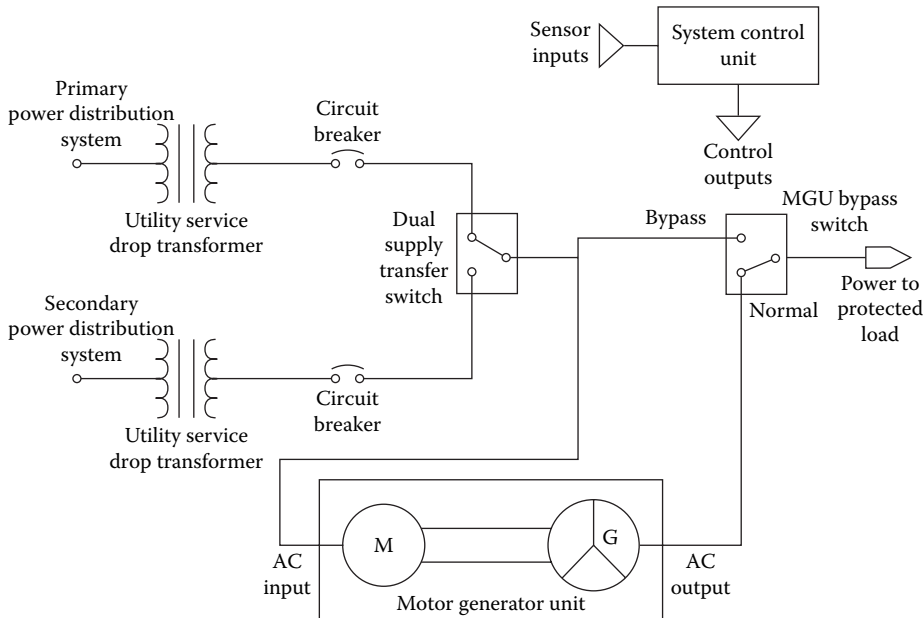 Sensor
inputs
System control
unit
Control
outputs
Primary
power distribution
system
Circuit
breaker
Utility service
drop transformer
Dual
supply
transfer
switch
Bypass
MGU bypass
switch
Normal
Power to
protected
load
Secondary
power distribution
system
Circuit
breaker
Utility service
drop transformer
AC
input
M
G
AC
output
Motor generator unit